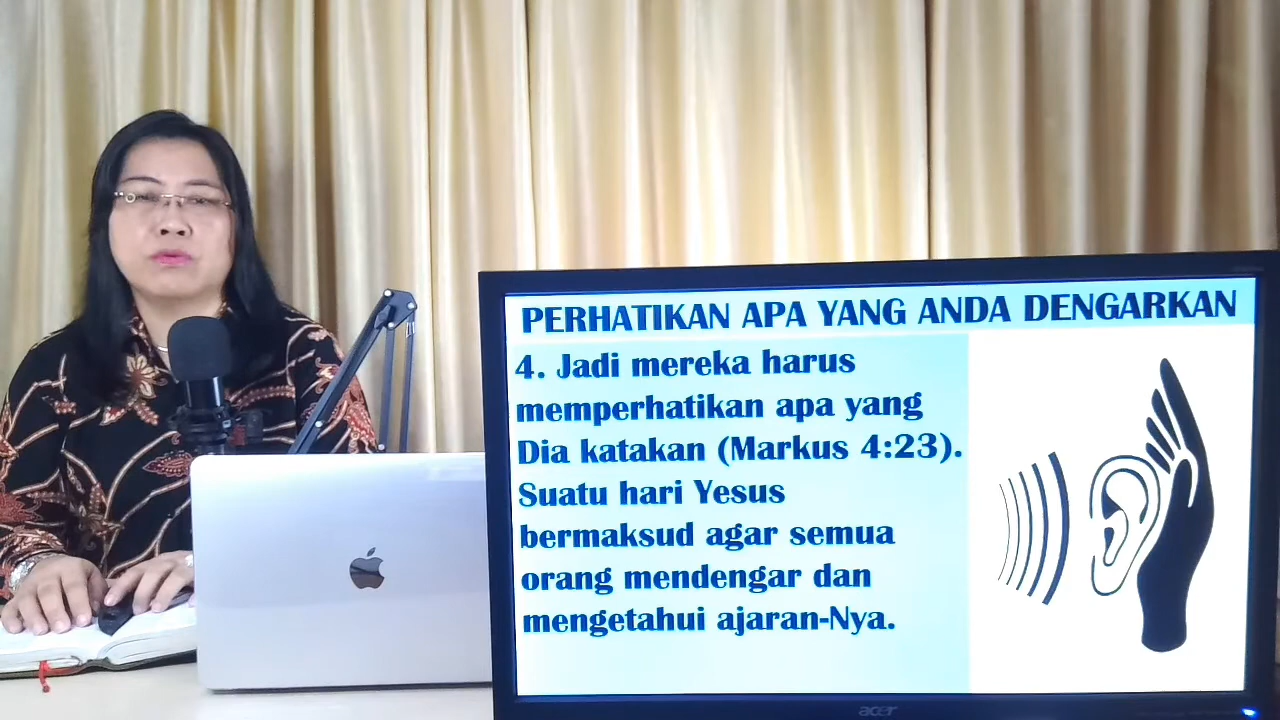 PERHATIKAN APA YANG ANDA DENGARKAN
4. Jadi mereka harus
memperhatikan apa yang
Dia katakan (Markus 4:23).
Suatu hari Yesus
bermaksud agar semua
orang mendengar dan
mengetahui ajaran-Nya.
acer